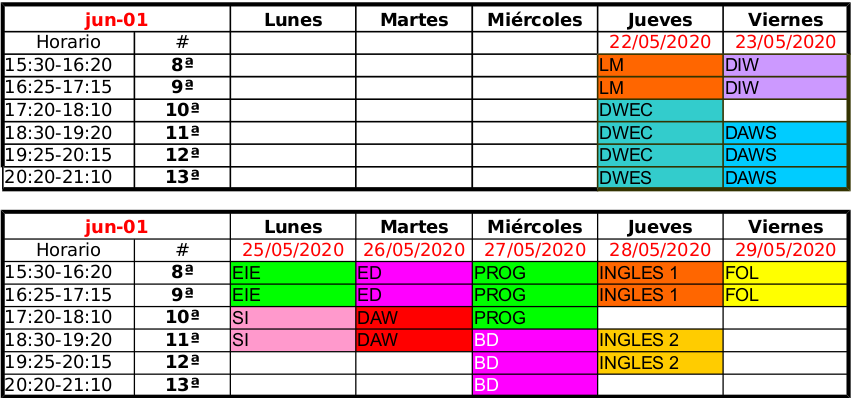 jun-01 Lunes Martes Miércoles Jueves Viernes
Horario # 22/05/2020 23/05/2020
15:30-16:20 8ª LM DIW
16:25-17:15 9ª LM DIW
17:20-18:10 10ª DWEC
18:30-19:20 11ª DWEC DAWS
19:25-20:15 12ª DWEC DAWS
20:20-21:10 13ª DWES DAWS
jun-01 Lunes Martes Miércoles Jueves Viernes
Horario # 25/05/2020 26/05/2020 27/05/2020 28/05/2020 29/05/2020
15:30-16:20 8ª EIE ED PROG INGLES 1 FOL
16:25-17:15 9ª EIE ED PROG INGLES 1 FOL
17:20-18:10 10ª SI DAW PROG
18:30-19:20 11ª SI DAW BD INGLES 2
19:25-20:15 12ª BD INGLES 2
20:20-21:10 13ª BD